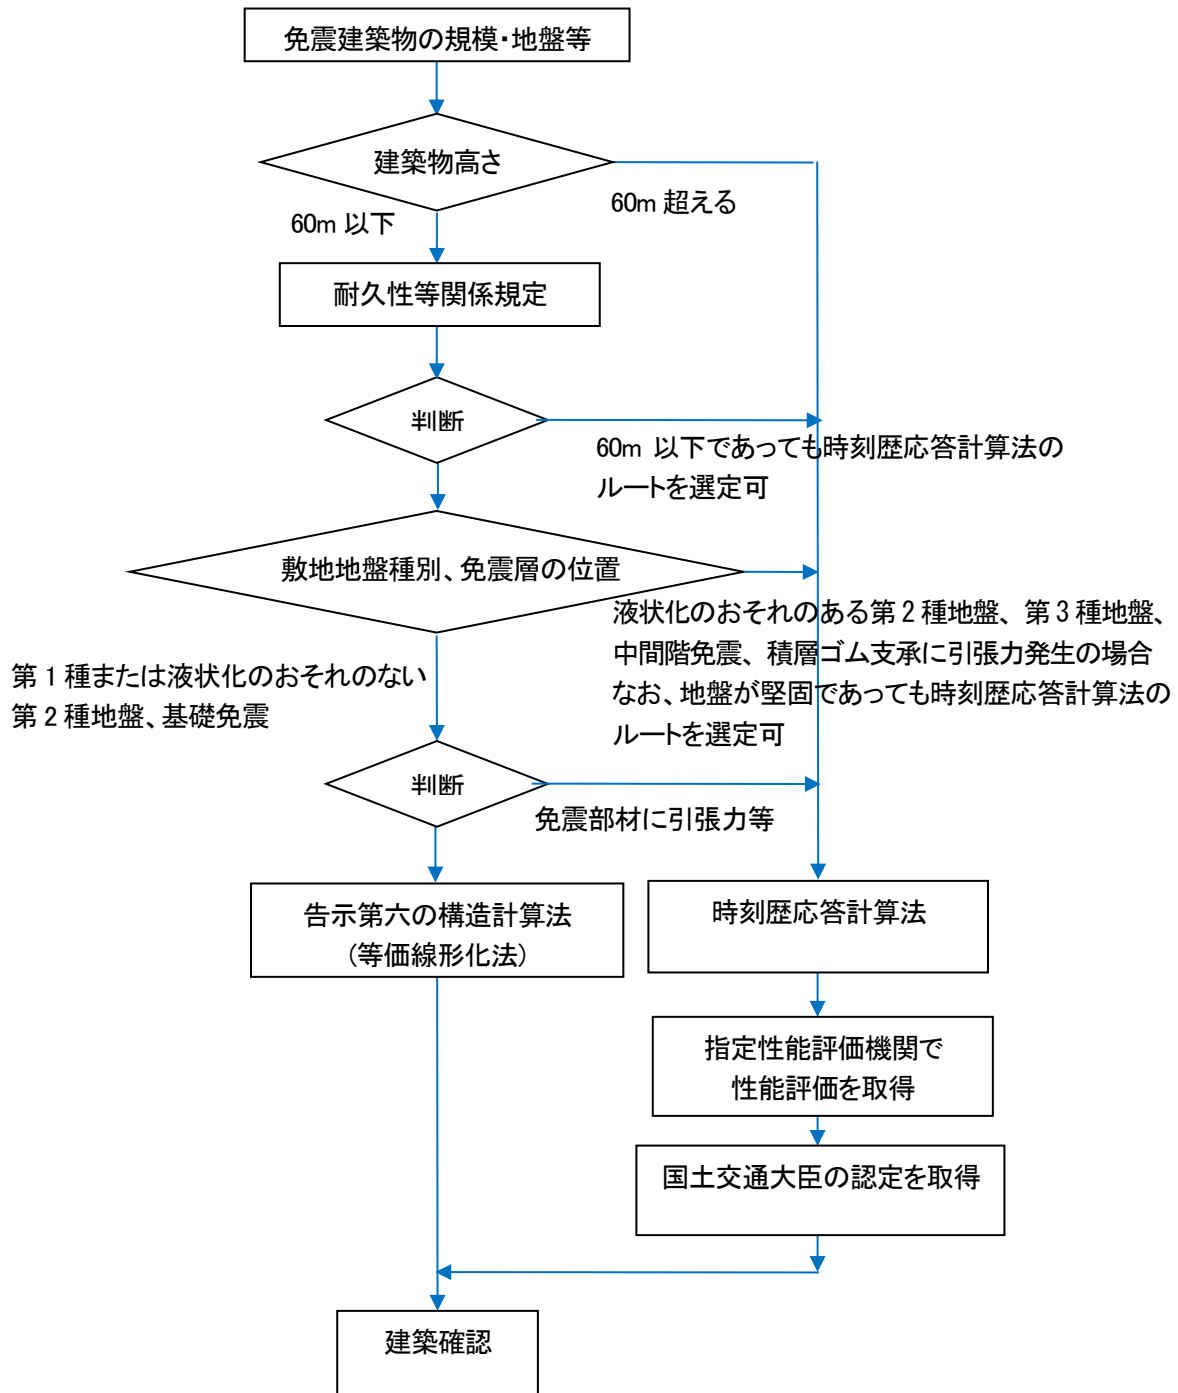 免震建築物の規模・地盤等
建築物高さ
60m 超える
60m 以下
耐久性等関係規定
判断
60m 以下であっても時刻歴応答計算法の
ルートを選定可
敷地地盤種別、免震層の位置
液状化のおそれのある第2種地盤、第3種地盤、
中間階免震、積層ゴム支承に引張力発生の場合
なお、地盤が堅固であっても時刻歴応答計算法の
ルートを選定可
第1種または液状化のおそれのない
第2種地盤、基礎免震
判断
免震部材に引張力等
告示第六の構造計算法
(等価線形化法)
時刻歴応答計算法
指定性能評価機関で
性能評価を取得
国土交通大臣の認定を取得
建築確認